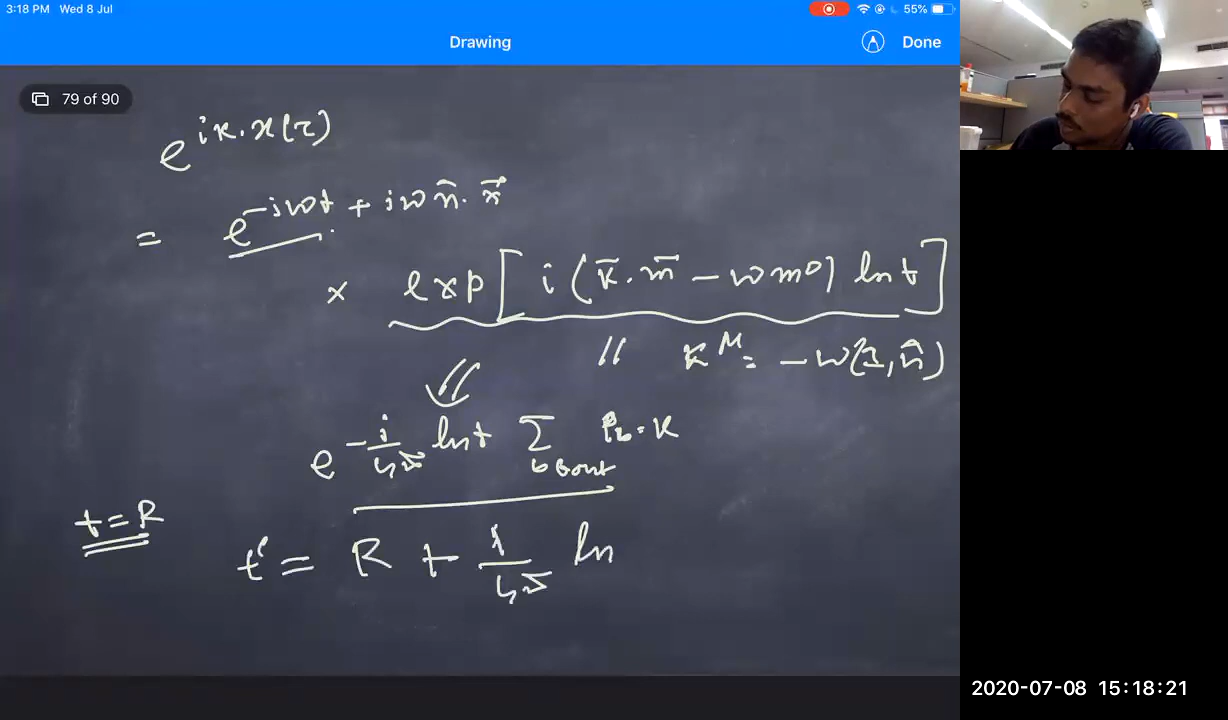 3:18 PM Wed 8 Jul
55%
Drawing
Done
79 of 90
e^{ik.x(τ)}
= e^{-iωt + iω n̂. x⃗}
× exp[ i (k̄. m̄ - ω m⁰) ln t ]
// k^μ = - ω(1, n̂)
e^{-i/4π ln t Σ_{b out} P_b . k}
t = R
t' = R + 1/4π ln
2020-07-08 15:18:21